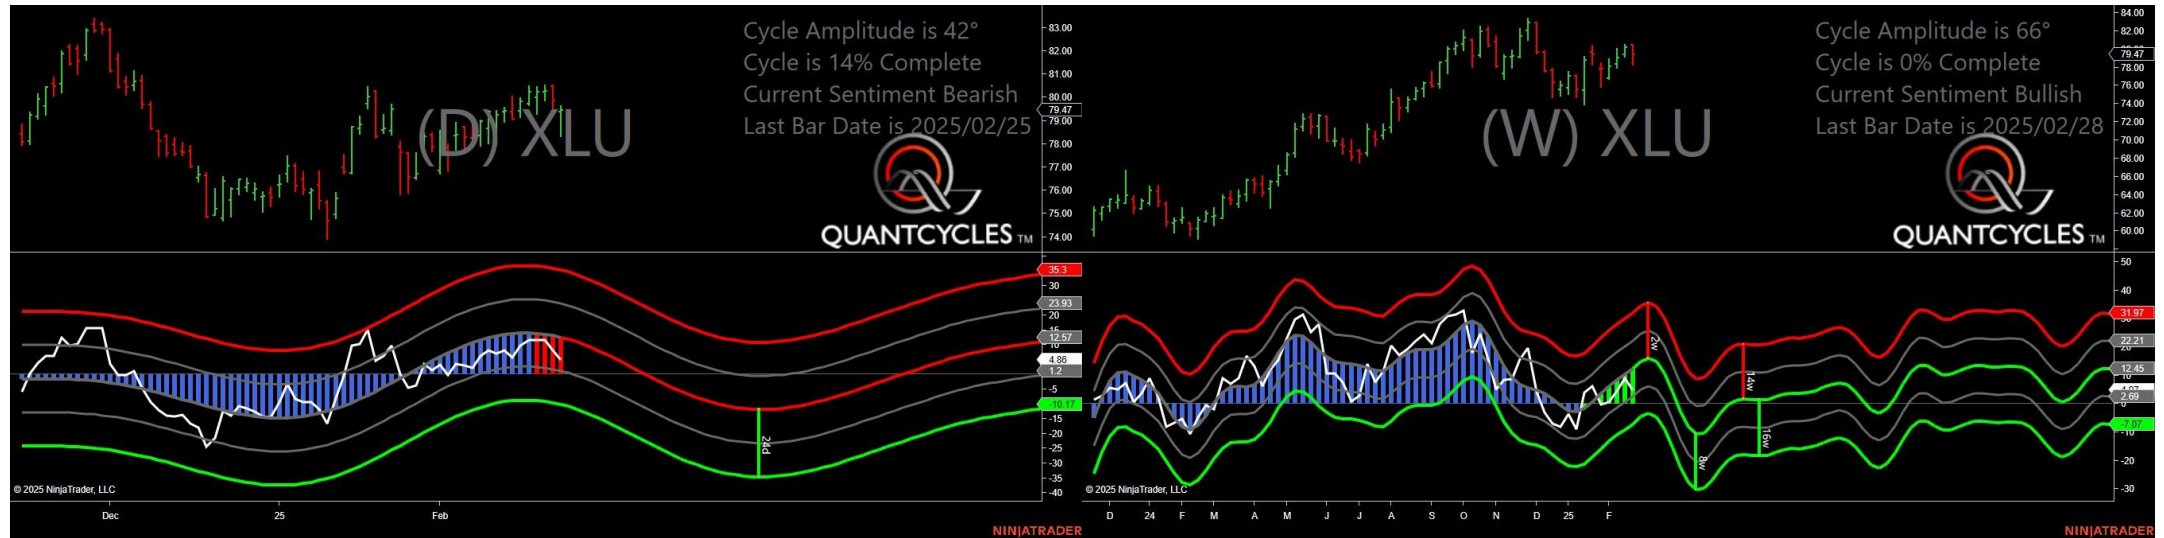 Cycle Amplitude is 42°
Cycle is 14% Complete
Current Sentiment Bearish
Last Bar Date is 2025/02/25
(D) XLU
QUANTCYCLES TM
83.00
82.00
81.00
80.00
79.47
79.00
78.00
77.00
76.00
75.00
74.00
35.3
30
23.93
20
15
12.57
10
4.86
1.2
-5
-10.17
-15
-20
-25
-30
-35
-40
24d
© 2025 NinjaTrader, LLC
Dec
25
Feb
NINJATRADER
Cycle Amplitude is 66°
Cycle is 0% Complete
Current Sentiment Bullish
Last Bar Date is 2025/02/28
(W) XLU
QUANTCYCLES TM
84.00
82.00
79.47
78.00
76.00
74.00
72.00
70.00
68.00
66.00
64.00
62.00
60.00
50
40
31.97
22.21
12.45
2.69
-7.07
-10
-20
-30
2w
14w
8w
16w
© 2025 NinjaTrader, LLC
D 24 F M A M J J A S O N D 25 F
NINJATRADER